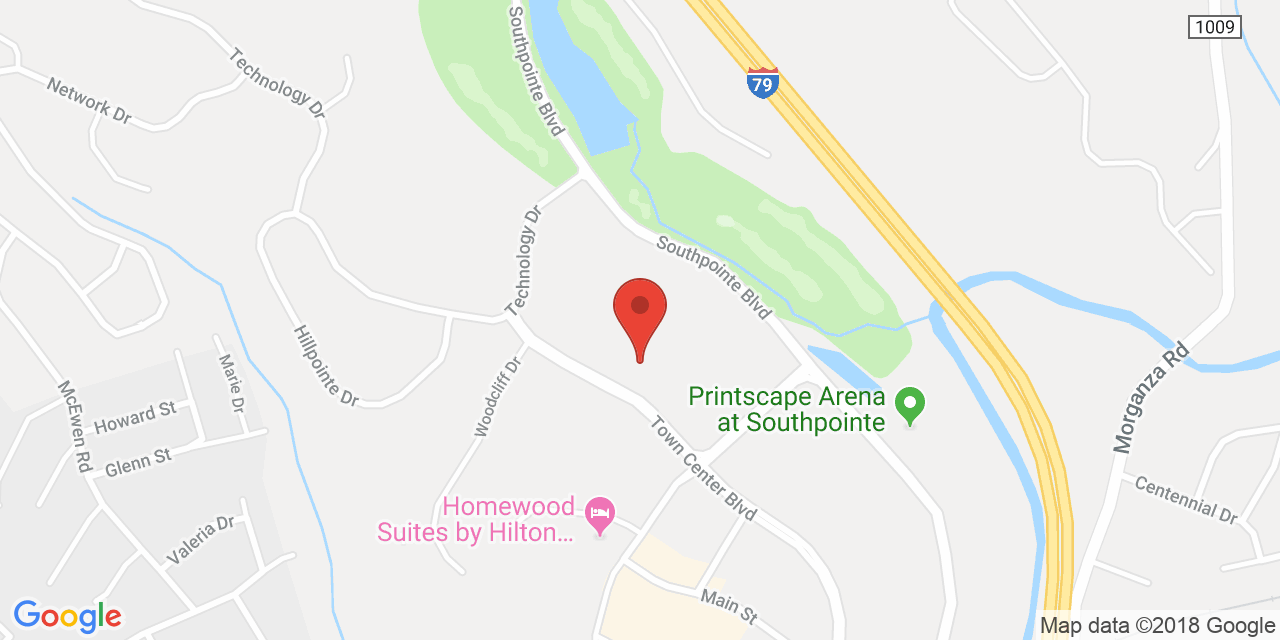 Southpointe Blvd
1009
Technology Dr
79
Network Dr
Technology Dr
Southpointe Blvd
Hillpointe Dr
Morganza Rd
Marie Dr
Woodcliff Dr
McEwen Rd
Howard St
Printscape Arena
at Southpointe
Glenn St
Town Center Blvd
Centennial Dr
Homewood
Suites by Hilton...
Valeria Dr
Main St
Google
Map data ©2018 Google